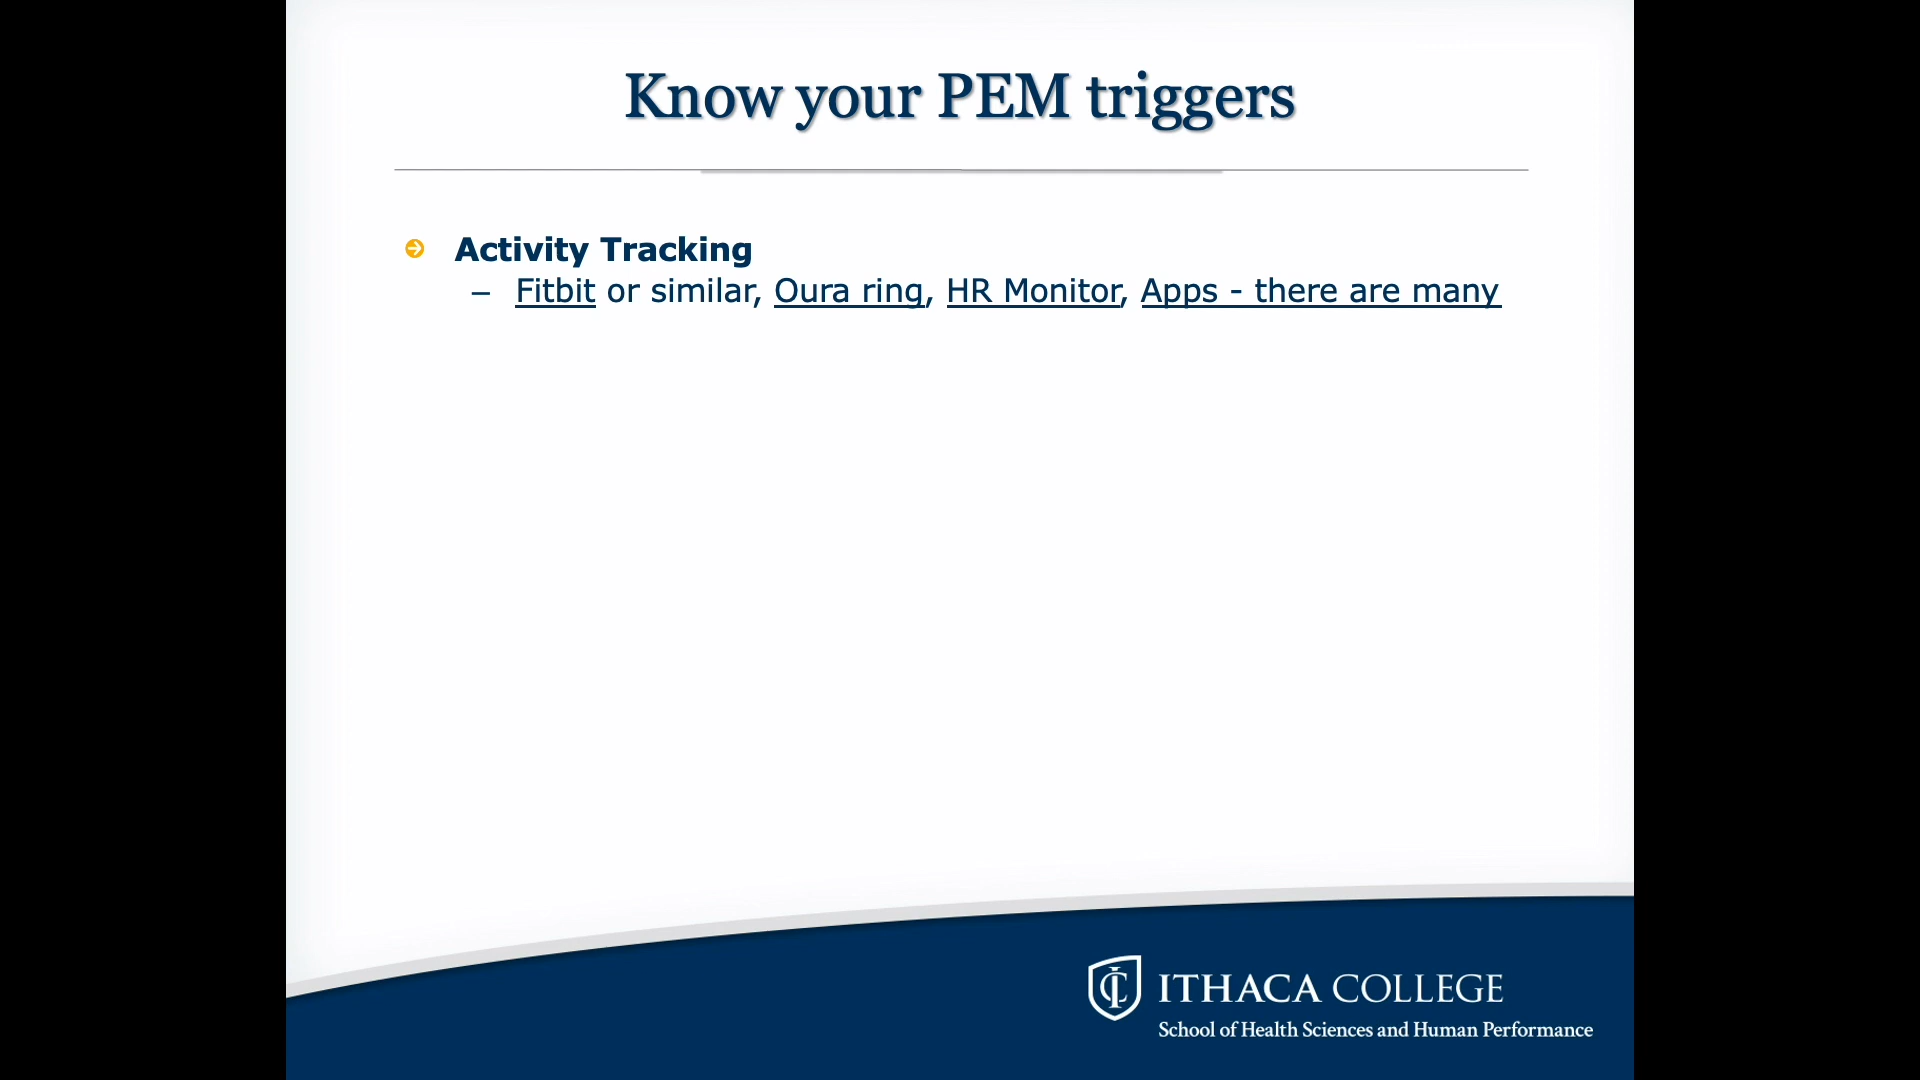 Know your PEM triggers
Activity Tracking
– Fitbit or similar, Oura ring, HR Monitor, Apps - there are many
ITHACA COLLEGE
School of Health Sciences and Human Performance